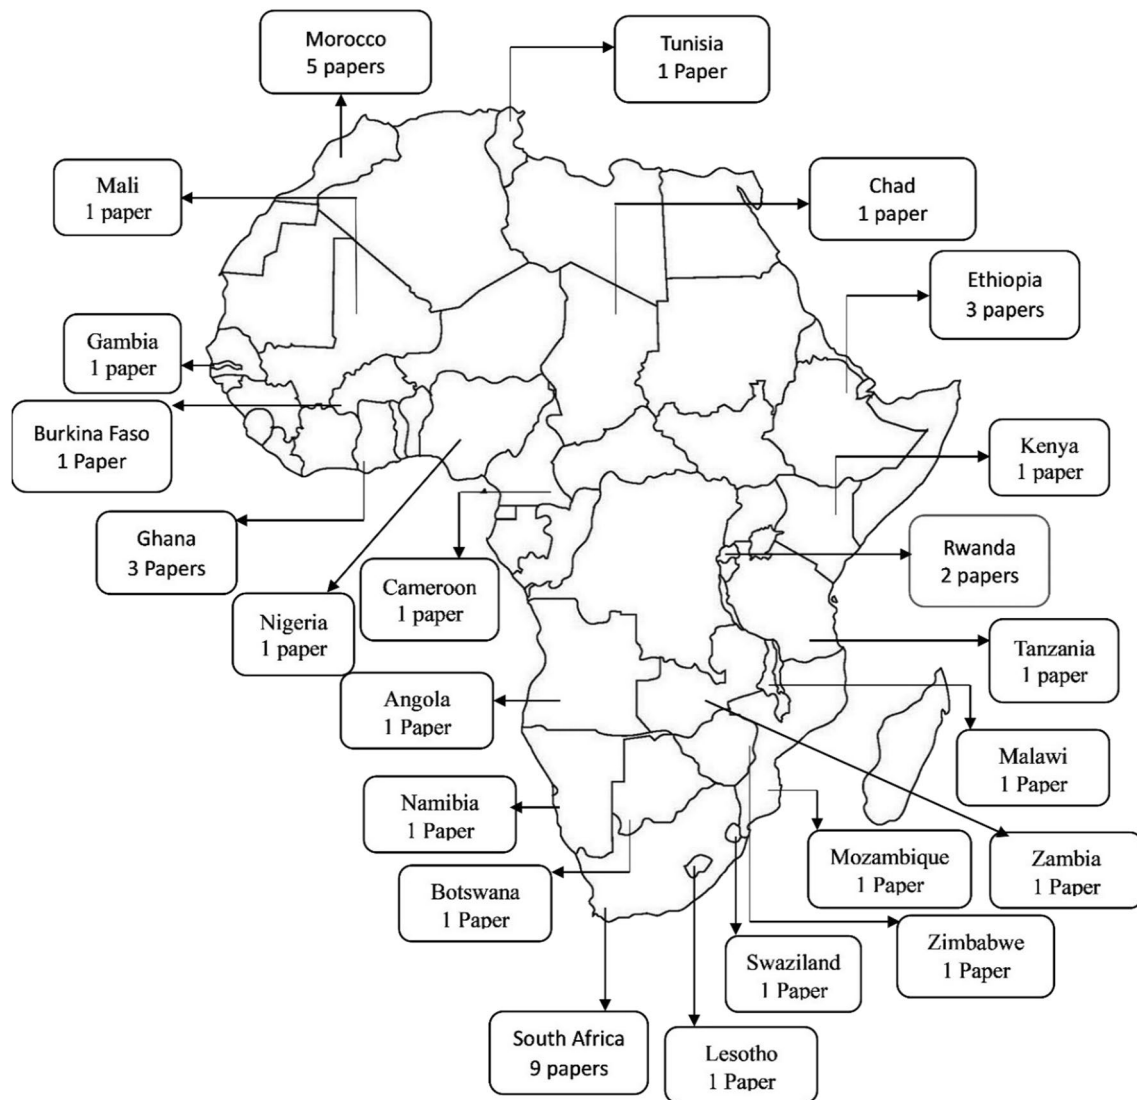 Morocco
5 papers
Tunisia
1 Paper
Mali
1 paper
Chad
1 paper
Ethiopia
3 papers
Gambia
1 paper
Burkina Faso
1 Paper
Kenya
1 paper
Ghana
3 Papers
Rwanda
2 papers
Cameroon
1 paper
Nigeria
1 paper
Tanzania
1 paper
Angola
1 Paper
Malawi
1 Paper
Namibia
1 Paper
Mozambique
1 Paper
Zambia
1 Paper
Botswana
1 Paper
Zimbabwe
1 Paper
Swaziland
1 Paper
South Africa
9 papers
Lesotho
1 Paper